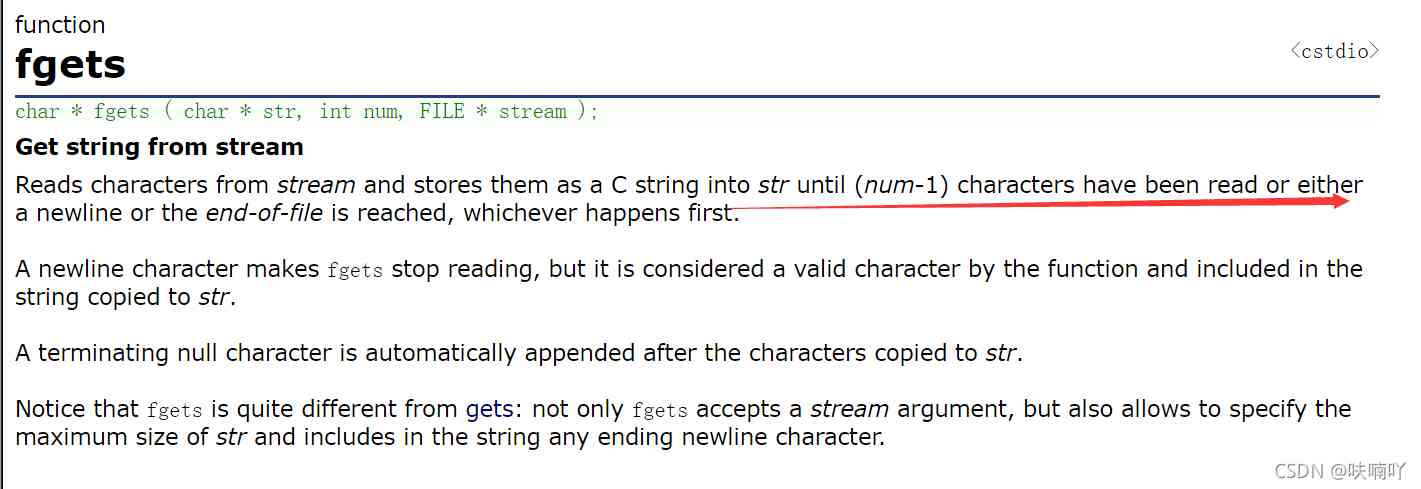 function
fgets
<cstdio>
char * fgets ( char * str, int num, FILE * stream );
Get string from stream
Reads characters from stream and stores them as a C string into str until (num-1) characters have been read or either
a newline or the end-of-file is reached, whichever happens first.
A newline character makes fgets stop reading, but it is considered a valid character by the function and included in the
string copied to str.
A terminating null character is automatically appended after the characters copied to str.
Notice that fgets is quite different from gets: not only fgets accepts a stream argument, but also allows to specify the
maximum size of str and includes in the string any ending newline character.
CSDN @呋喃吖